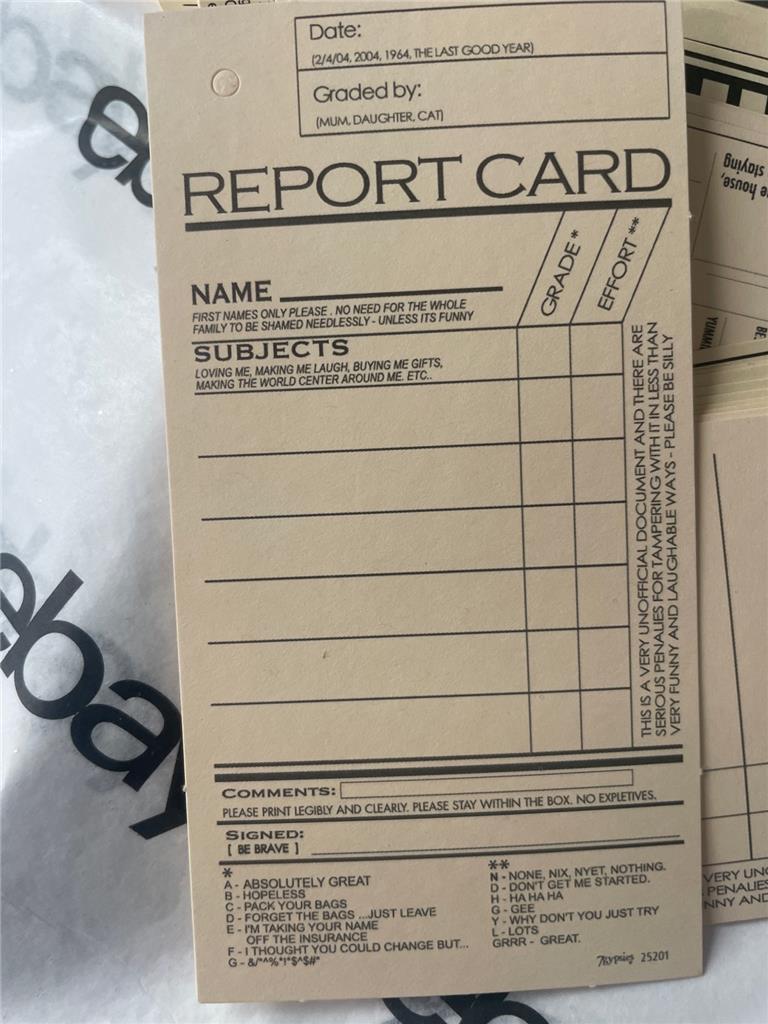 Date:
(2/4/04, 2004, 1964, THE LAST GOOD YEAR)
Graded by:
(MUM, DAUGHTER, CAT)
REPORT CARD
GRADE *
EFFORT **
NAME
FIRST NAMES ONLY PLEASE . NO NEED FOR THE WHOLE
FAMILY TO BE SHAMED NEEDLESSLY - UNLESS ITS FUNNY
SUBJECTS
LOVING ME, MAKING ME LAUGH, BUYING ME GIFTS,
MAKING THE WORLD CENTER AROUND ME. ETC..
THIS IS A VERY UNOFFICIAL DOCUMENT AND THERE ARE
SERIOUS PENALIES FOR TAMPERING WITH IT IN LESS THAN
VERY FUNNY AND LAUGHABLE WAYS - PLEASE BE SILLY
COMMENTS:
PLEASE PRINT LEGIBLY AND CLEARLY. PLEASE STAY WITHIN THE BOX. NO EXPLETIVES.
SIGNED:
[ BE BRAVE ]
*
A - ABSOLUTELY GREAT
B - HOPELESS
C - PACK YOUR BAGS
D - FORGET THE BAGS ...JUST LEAVE
E - I'M TAKING YOUR NAME
OFF THE INSURANCE
F - I THOUGHT YOU COULD CHANGE BUT...
G - &/"^%*!*$^$#"
**
N - NONE, NIX, NYET, NOTHING.
D - DON'T GET ME STARTED.
H - HA HA HA
G - GEE
Y - WHY DON'T YOU JUST TRY
L - LOTS
GRRR - GREAT.
7gypsies 25201
ebay
house,
staying
VERY UN
PENALIES
NNY AND